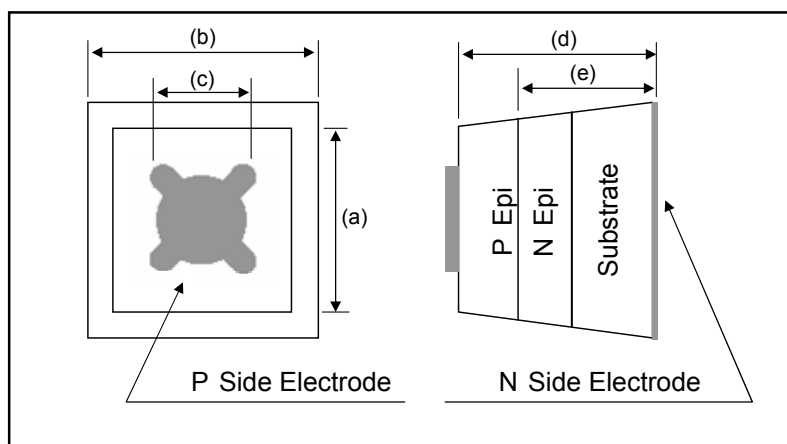 (b)
(c)
(a)
P Side Electrode
(d)
(e)
P Epi
N Epi
Substrate
N Side Electrode